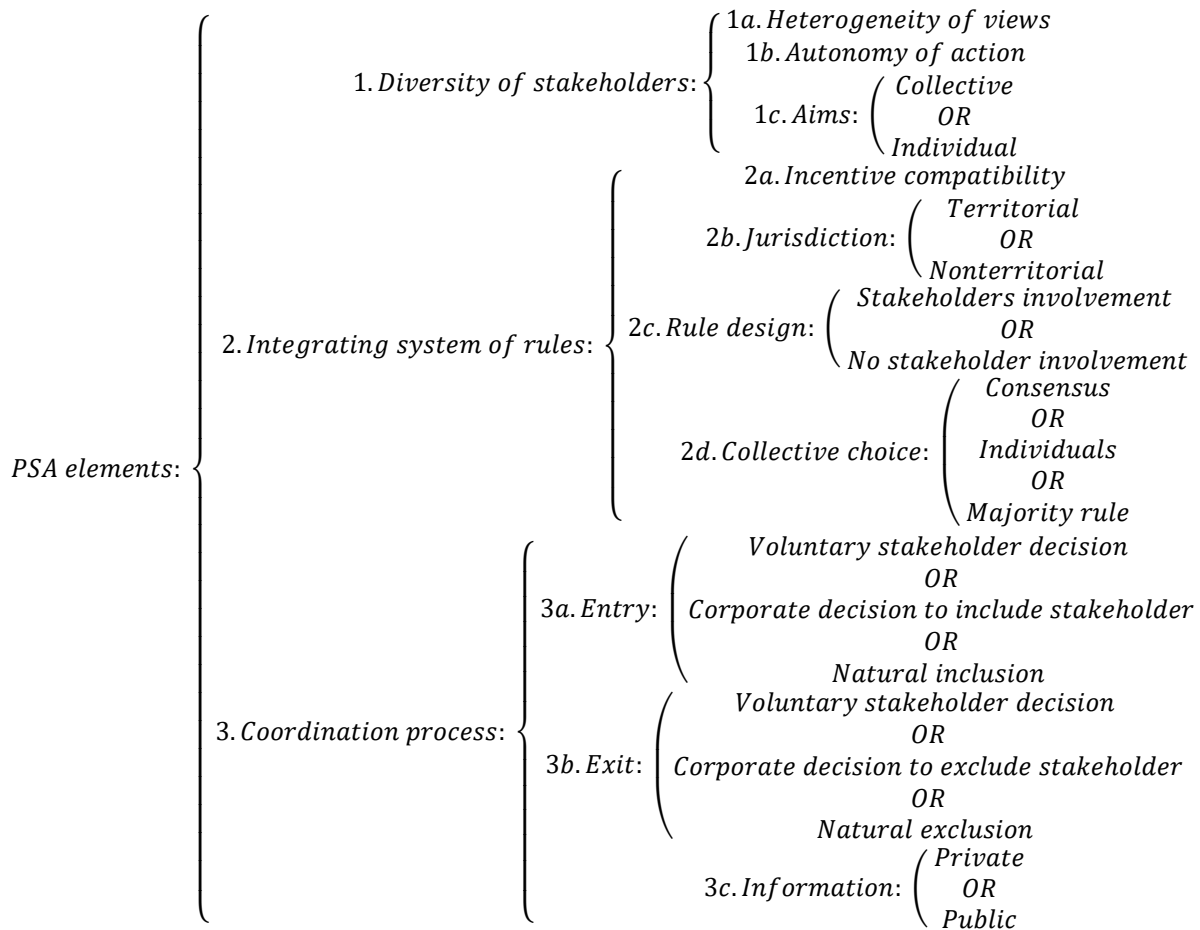 1a. Heterogeneity of views
1b. Autonomy of action
1. Diversity of stakeholders:
Collective
1c. Aims: OR
Individual
2a. Incentive compatibility
Territorial
2b. Jurisdiction: OR
Nonterritorial
Stakeholders involvement
2c. Rule design: OR
No stakeholder involvement
2. Integrating system of rules:
Consensus
OR
2d. Collective choice: Individuals
OR
Majority rule
PSA elements:
Voluntary stakeholder decision
OR
3a. Entry: Corporate decision to include stakeholder
OR
Natural inclusion
Voluntary stakeholder decision
OR
3. Coordination process:
3b. Exit: Corporate decision to exclude stakeholder
OR
Natural exclusion
Private
3c. Information: OR
Public